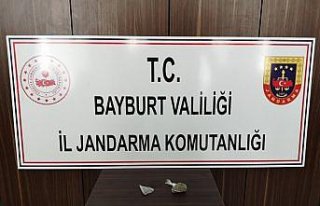 T.C.
BAYBURT VALİLİĞİ
İL JANDARMA KOMUTANLIĞI